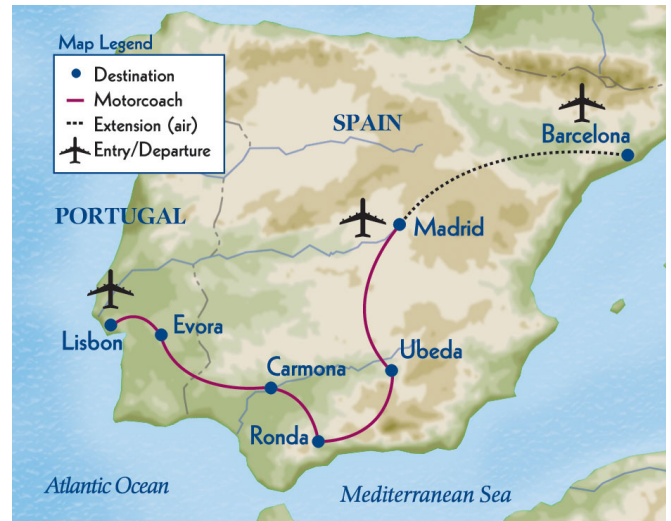 Map Legend
Destination
Motorcoach
Extension (air)
Entry/Departure
SPAIN
Barcelona
PORTUGAL
Madrid
Lisbon
Evora
Carmona
Ubeda
Ronda
Atlantic Ocean
Mediterranean Sea